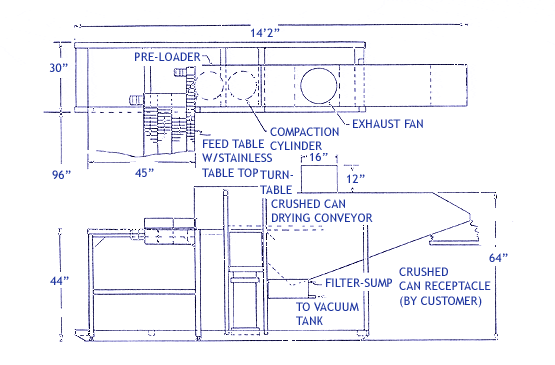 14'2"
PRE-LOADER
30"
EXHAUST FAN
COMPACTION
CYLINDER
FEED TABLE
W/STAINLESS
TABLE TOP
16"
96"
45"
TURN-
TABLE
12"
CRUSHED CAN
DRYING CONVEYOR
64"
44"
FILTER-SUMP
CRUSHED
CAN RECEPTACLE
(BY CUSTOMER)
TO VACUUM
TANK